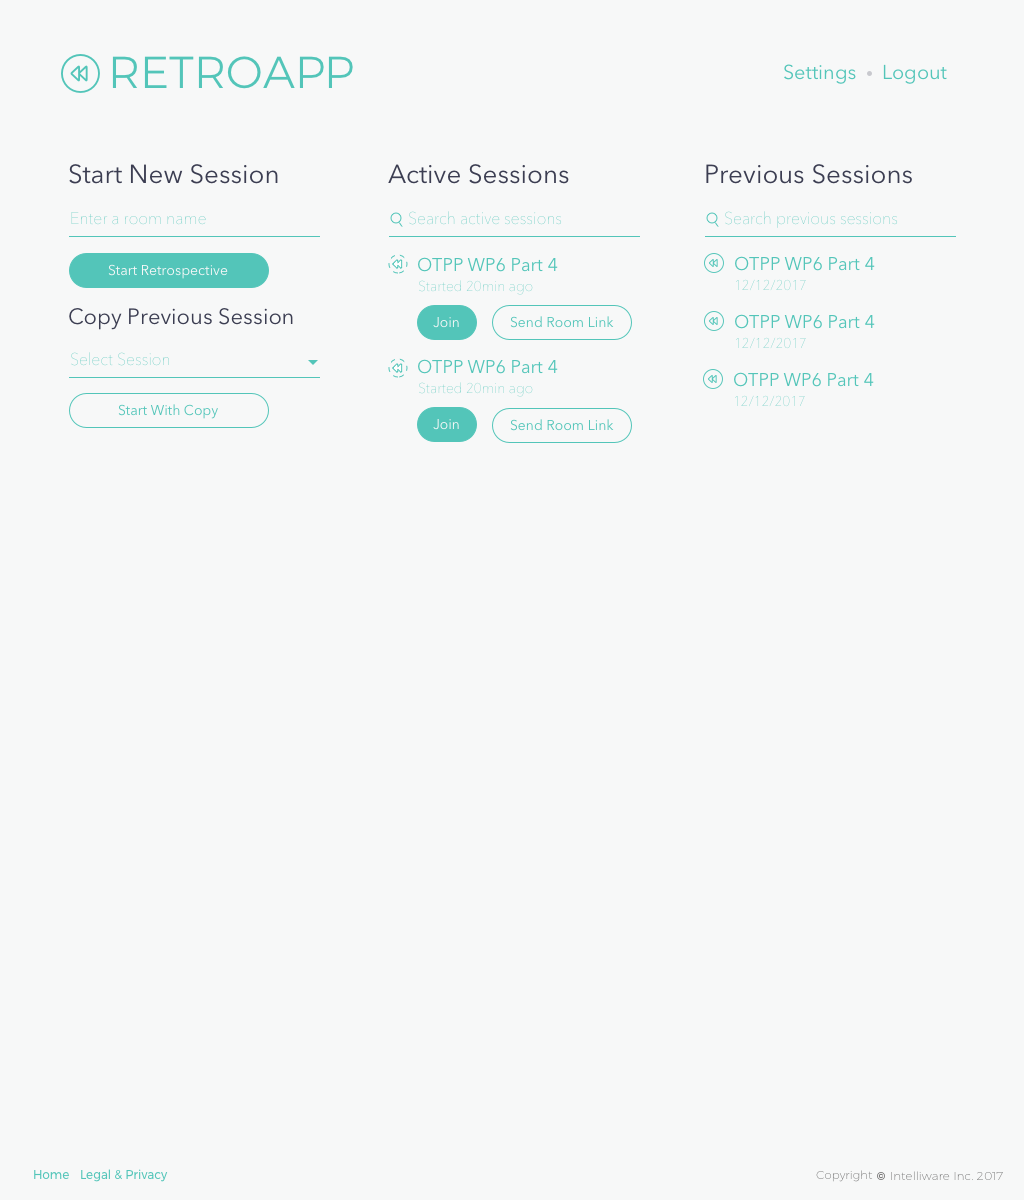 RETROAPP
Settings • Logout
Start New Session
Enter a room name
Start Retrospective
Copy Previous Session
Select Session
Start With Copy
Active Sessions
Search active sessions
OTPP WP6 Part 4
Started 20min ago
Join
Send Room Link
OTPP WP6 Part 4
Started 20min ago
Join
Send Room Link
Previous Sessions
Search previous sessions
OTPP WP6 Part 4
12/12/2017
OTPP WP6 Part 4
12/12/2017
OTPP WP6 Part 4
12/12/2017
Home Legal & Privacy
Copyright © Intelliware Inc. 2017